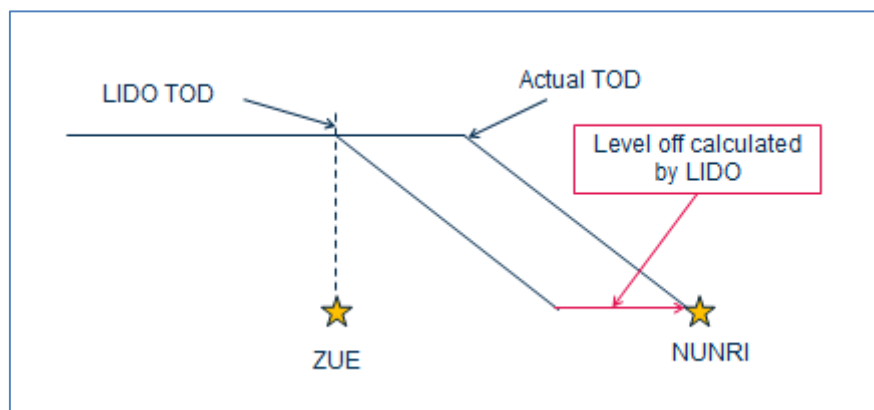 LIDO TOD
Actual TOD
Level off calculated
by LIDO
ZUE
NUNRI